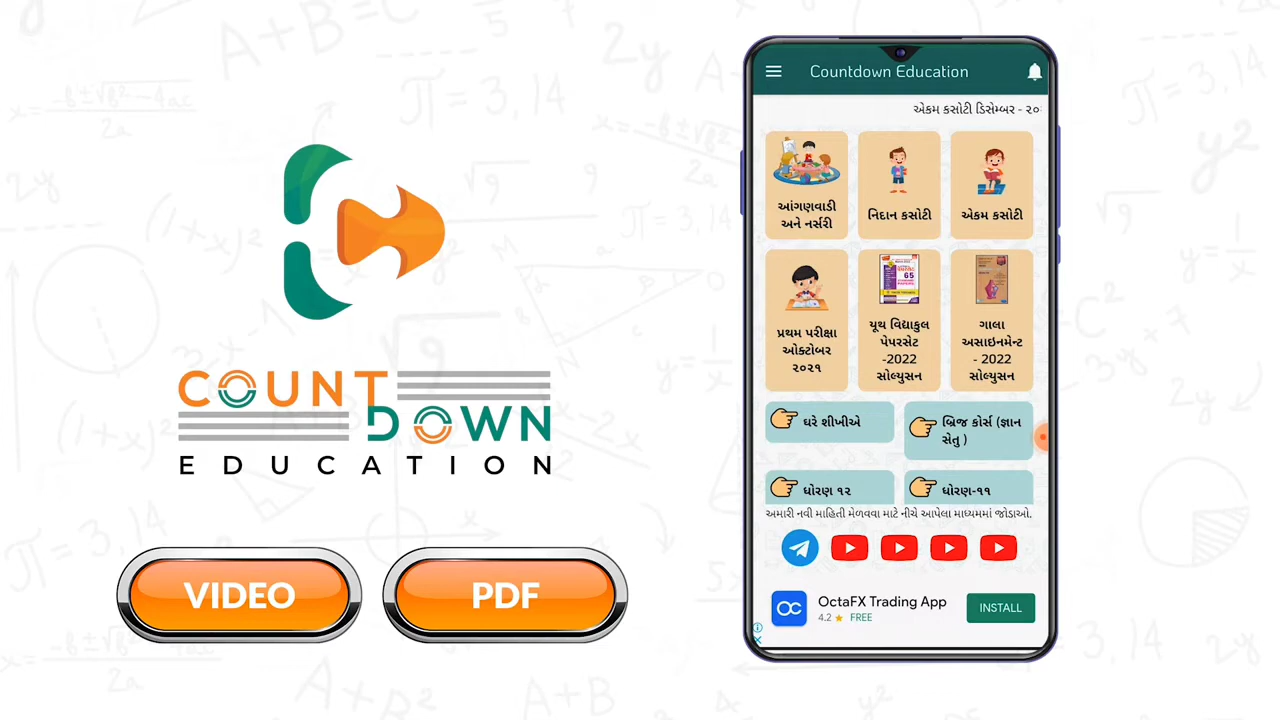 COUNT
DOWN
EDUCATION
VIDEO
PDF
Countdown Education
એકમ કસોટી ડિસેમ્બર - ૨૦
આંગણવાડી
અને નર્સરી
નિદાન કસોટી
એકમ કસોટી
પ્રથમ પરીક્ષા
ઓક્ટોબર
૨૦૨૧
યૂથ વિદ્યાકુલ
પેપરસેટ
-2022
સોલ્યુસન
ગાલા
અસાઇનમેન્ટ
- 2022
સોલ્યુસન
ઘરે શીખીએ
બ્રિજ કોર્સ (જ્ઞાન
સેતુ )
ધોરણ ૧૨
ધોરણ-૧૧
અમારી નવી માહિતી મેળવવા માટે નીચે આપેલા માધ્યમમાં જોડાઓ.
OctaFX Trading App
4.2 ★ FREE
INSTALL